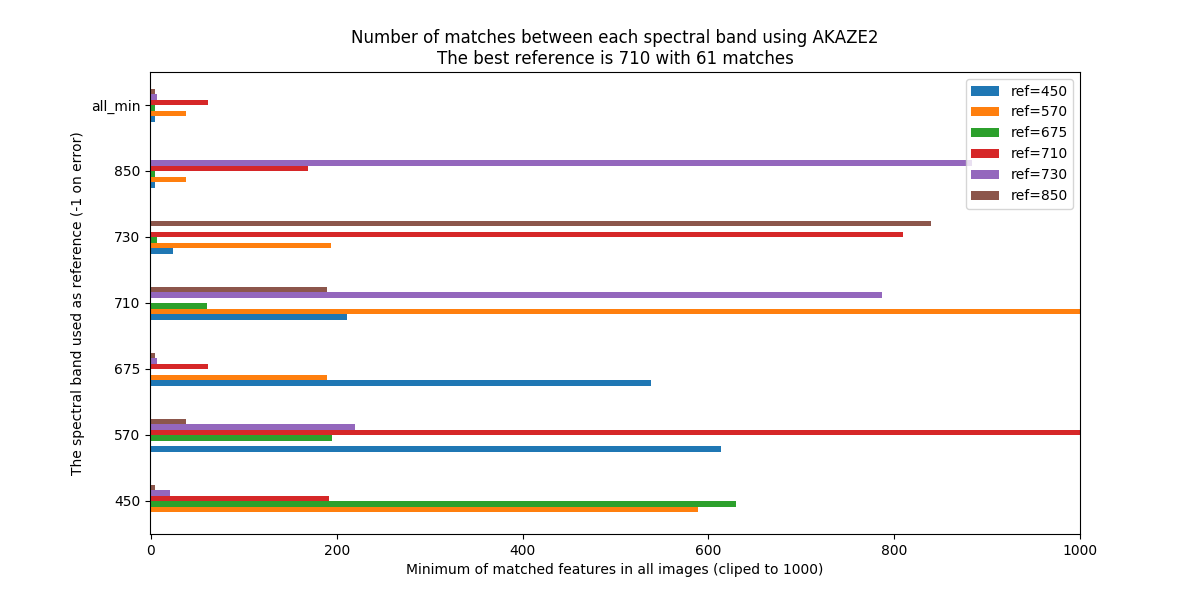 Number of matches between each spectral band using AKAZE2
The best reference is 710 with 61 matches
The spectral band used as reference (-1 on error)
all_min
850
730
710
675
570
450
ref=450
ref=570
ref=675
ref=710
ref=730
ref=850
0 200 400 600 800 1000
Minimum of matched features in all images (cliped to 1000)